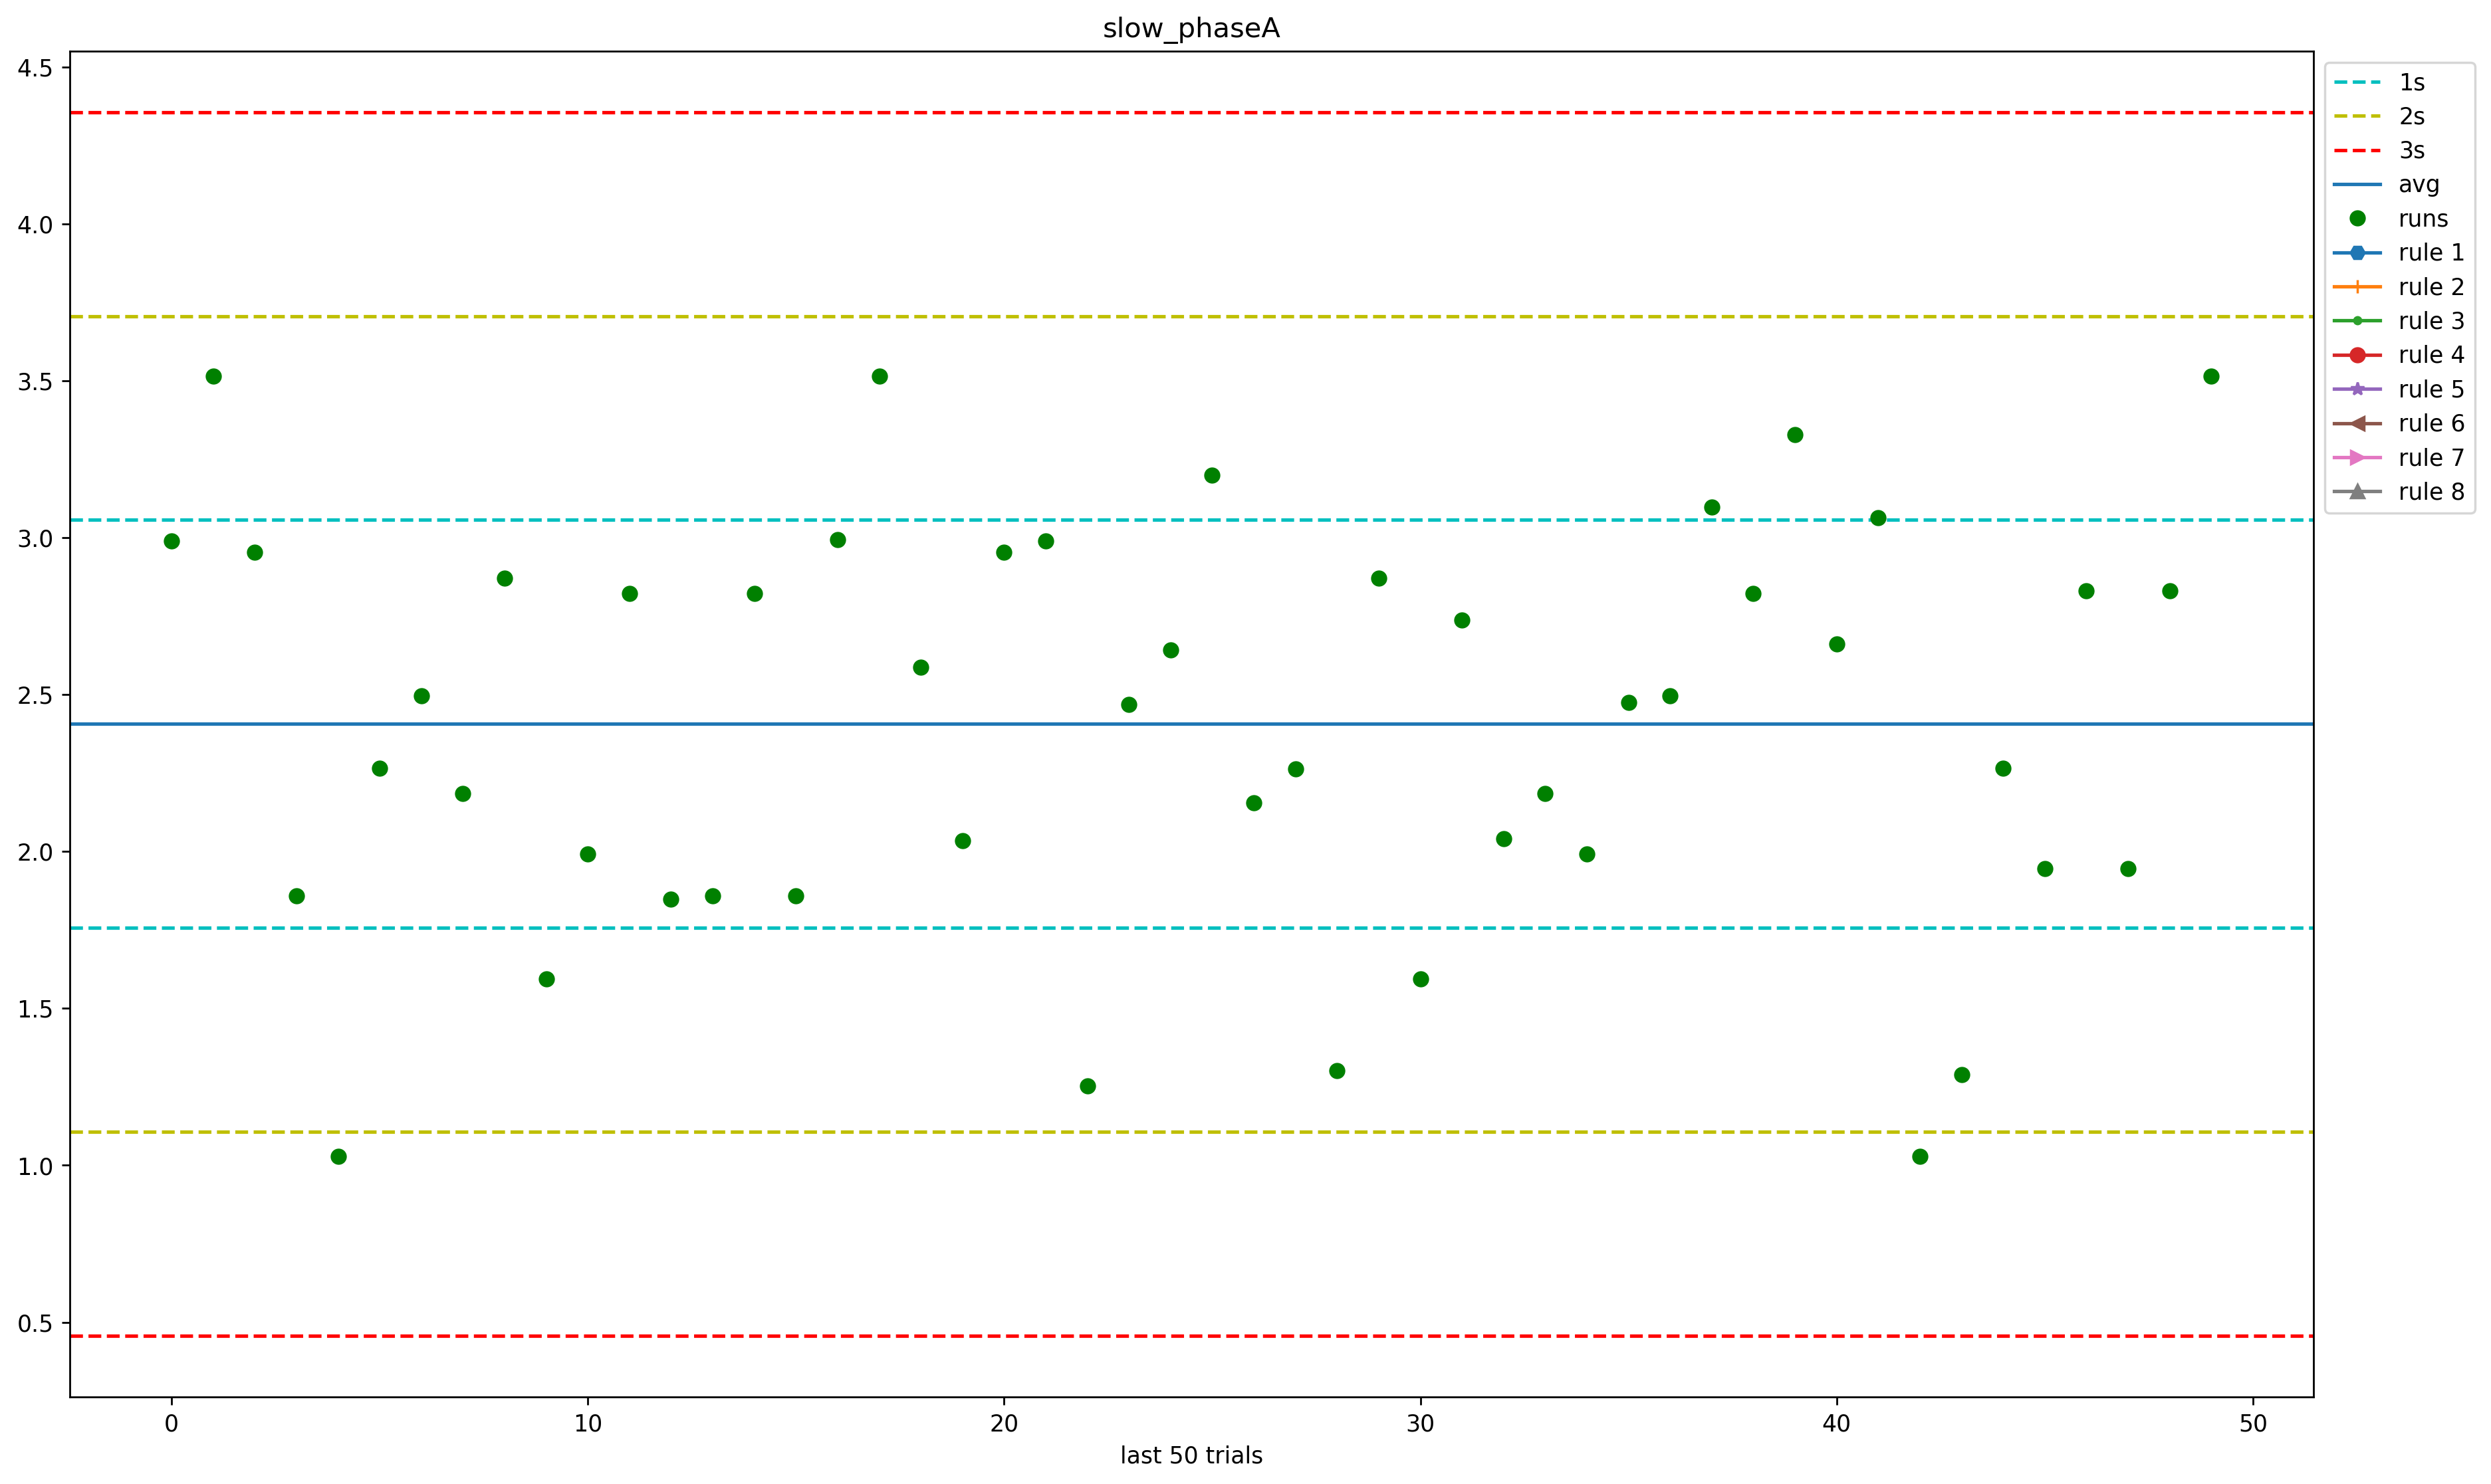 slow_phaseA
4.5
4.0
3.5
3.0
2.5
2.0
1.5
1.0
0.5
0 10 20 30 40 50
last 50 trials
1s
2s
3s
avg
runs
rule 1
rule 2
rule 3
rule 4
rule 5
rule 6
rule 7
rule 8